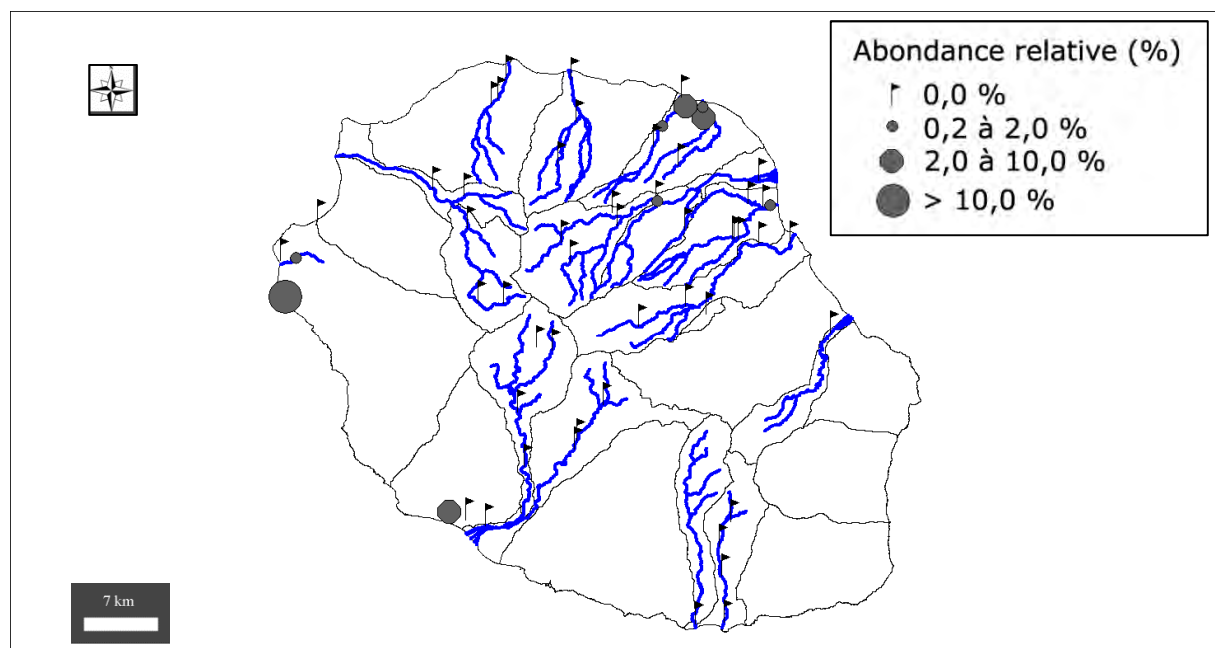 Abondance relative (%)
0,0 %
0,2 à 2,0 %
2,0 à 10,0 %
> 10,0 %
7 km